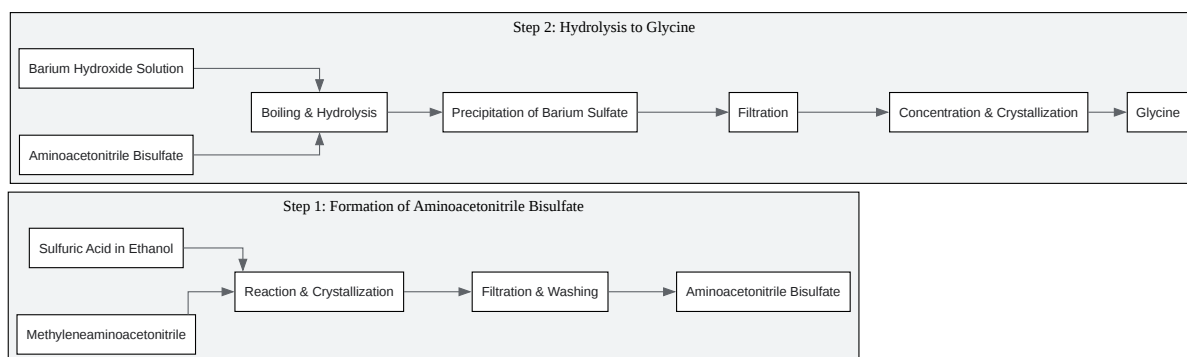 Step 2: Hydrolysis to Glycine
Barium Hydroxide Solution
Boiling & Hydrolysis
Precipitation of Barium Sulfate
Filtration
Concentration & Crystallization
Glycine
Aminoacetonitrile Bisulfate
Step 1: Formation of Aminoacetonitrile Bisulfate
Sulfuric Acid in Ethanol
Reaction & Crystallization
Filtration & Washing
Aminoacetonitrile Bisulfate
Methyleneaminoacetonitrile